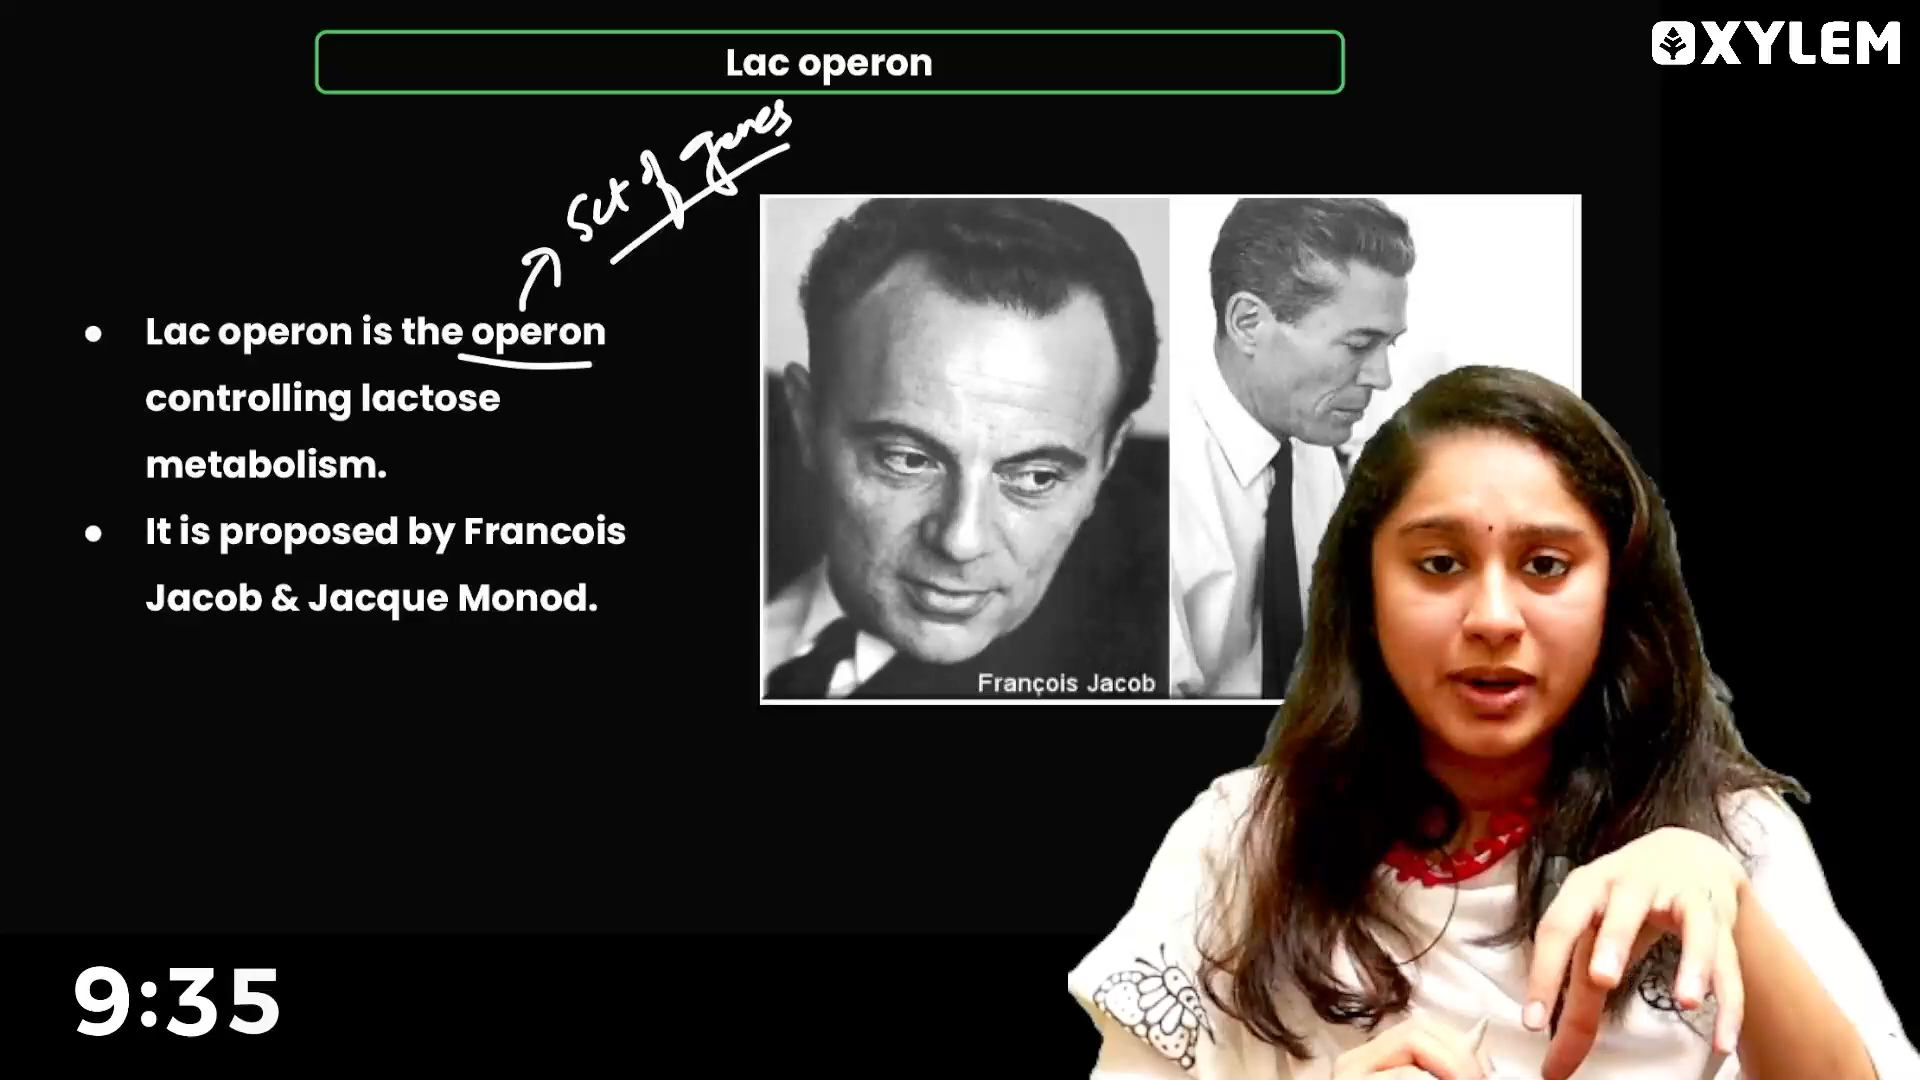 Lac operon
XYLEM
set of genes
• Lac operon is the operon
controlling lactose
metabolism.
• It is proposed by Francois
Jacob & Jacque Monod.
François Jacob
9:35